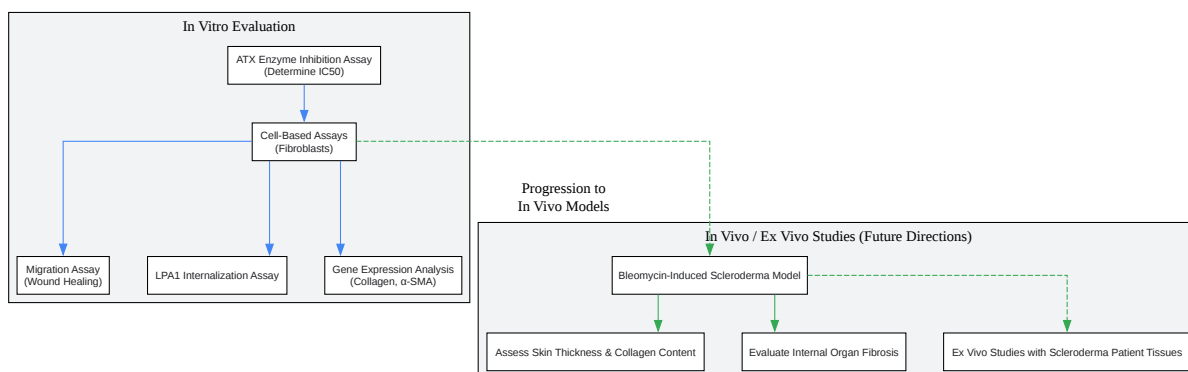 In Vitro Evaluation
ATX Enzyme Inhibition Assay
(Determine IC50)
Cell-Based Assays
(Fibroblasts)
Migration Assay
(Wound Healing)
LPA1 Internalization Assay
Gene Expression Analysis
(Collagen, α-SMA)
Progression to
In Vivo Models
In Vivo / Ex Vivo Studies (Future Directions)
Bleomycin-Induced Scleroderma Model
Assess Skin Thickness & Collagen Content
Evaluate Internal Organ Fibrosis
Ex Vivo Studies with Scleroderma Patient Tissues